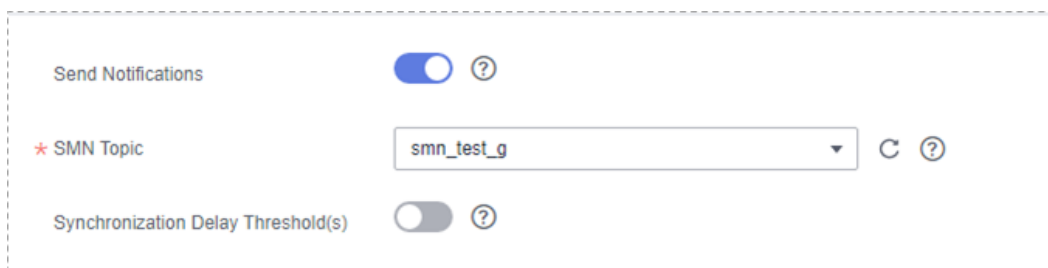 Send Notifications
* SMN Topic smn_test_g
Synchronization Delay Threshold(s)